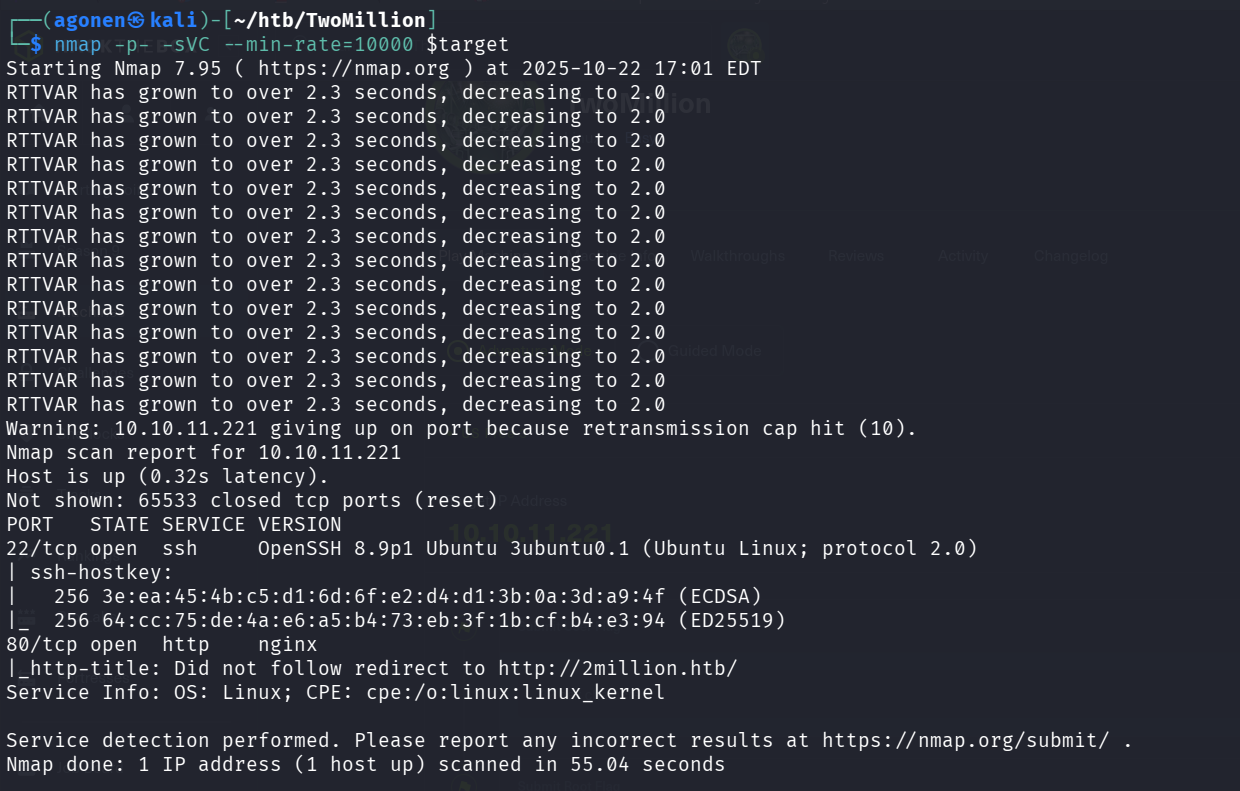 ┌──(agonen㉿kali)-[~/htb/TwoMillion]
└─$ nmap -p- -sVC --min-rate=10000 $target
Starting Nmap 7.95 ( https://nmap.org ) at 2025-10-22 17:01 EDT
RTTVAR has grown to over 2.3 seconds, decreasing to 2.0
RTTVAR has grown to over 2.3 seconds, decreasing to 2.0
RTTVAR has grown to over 2.3 seconds, decreasing to 2.0
RTTVAR has grown to over 2.3 seconds, decreasing to 2.0
RTTVAR has grown to over 2.3 seconds, decreasing to 2.0
RTTVAR has grown to over 2.3 seconds, decreasing to 2.0
RTTVAR has grown to over 2.3 seconds, decreasing to 2.0
RTTVAR has grown to over 2.3 seconds, decreasing to 2.0
RTTVAR has grown to over 2.3 seconds, decreasing to 2.0
RTTVAR has grown to over 2.3 seconds, decreasing to 2.0
RTTVAR has grown to over 2.3 seconds, decreasing to 2.0
RTTVAR has grown to over 2.3 seconds, decreasing to 2.0
RTTVAR has grown to over 2.3 seconds, decreasing to 2.0
RTTVAR has grown to over 2.3 seconds, decreasing to 2.0
Warning: 10.10.11.221 giving up on port because retransmission cap hit (10).
Nmap scan report for 10.10.11.221
Host is up (0.32s latency).
Not shown: 65533 closed tcp ports (reset)
PORT   STATE SERVICE VERSION
22/tcp open  ssh     OpenSSH 8.9p1 Ubuntu 3ubuntu0.1 (Ubuntu Linux; protocol 2.0)
| ssh-hostkey:
|   256 3e:ea:45:4b:c5:d1:6d:6f:e2:d4:d1:3b:0a:3d:a9:4f (ECDSA)
|_  256 64:cc:75:de:4a:e6:a5:b4:73:eb:3f:1b:cf:b4:e3:94 (ED25519)
80/tcp open  http    nginx
|_http-title: Did not follow redirect to http://2million.htb/
Service Info: OS: Linux; CPE: cpe:/o:linux:linux_kernel

Service detection performed. Please report any incorrect results at https://nmap.org/submit/ .
Nmap done: 1 IP address (1 host up) scanned in 55.04 seconds
TwoMillion
Walkthroughs Reviews Activity Changelog
Guided Mode
10.10.11.221